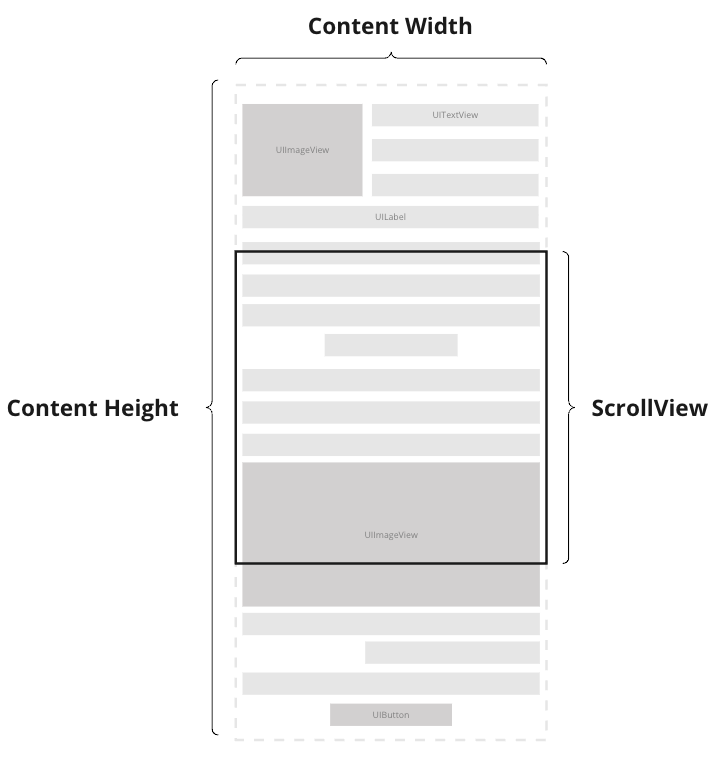 Content Width
UITextView
UIImageView
UILabel
Content Height
ScrollView
UIImageView
UIButton